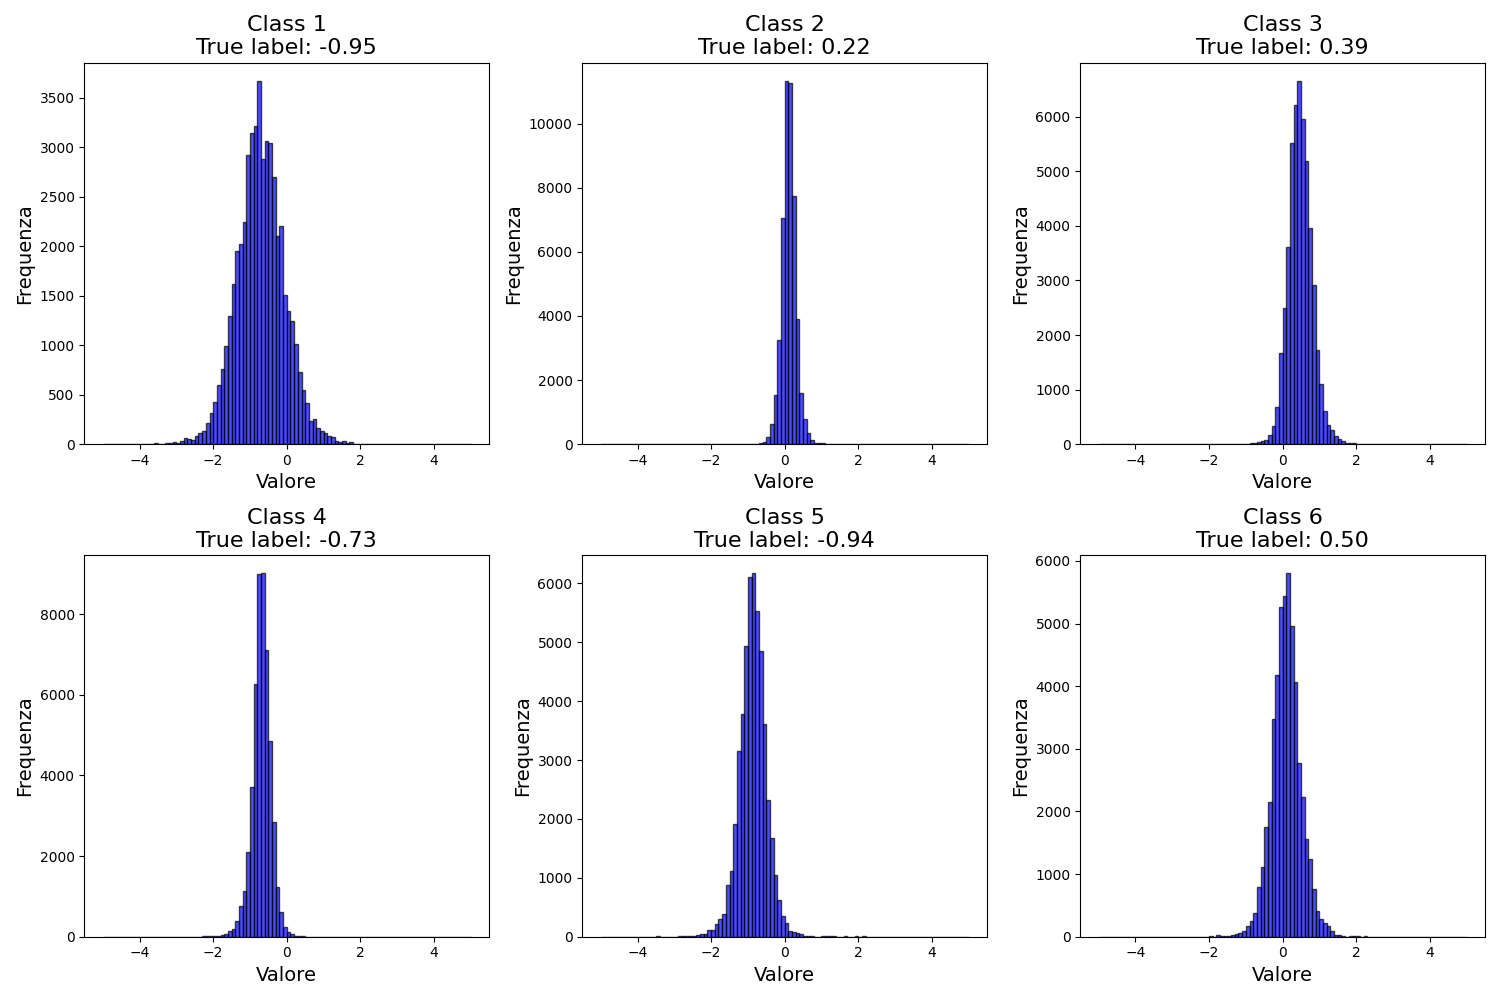 Class 1
True label: -0.95
Class 2
True label: 0.22
Class 3
True label: 0.39
Frequenza
3500
3000
2500
2000
1500
1000
500
0
−4
−2
0
2
4
Valore
Frequenza
10000
8000
6000
4000
2000
0
−4
−2
0
2
4
Valore
Frequenza
6000
5000
4000
3000
2000
1000
0
−4
−2
0
2
4
Valore
Class 4
True label: -0.73
Class 5
True label: -0.94
Class 6
True label: 0.50
Frequenza
8000
6000
4000
2000
0
−4
−2
0
2
4
Valore
Frequenza
6000
5000
4000
3000
2000
1000
0
−4
−2
0
2
4
Valore
Frequenza
6000
5000
4000
3000
2000
1000
0
−4
−2
0
2
4
Valore